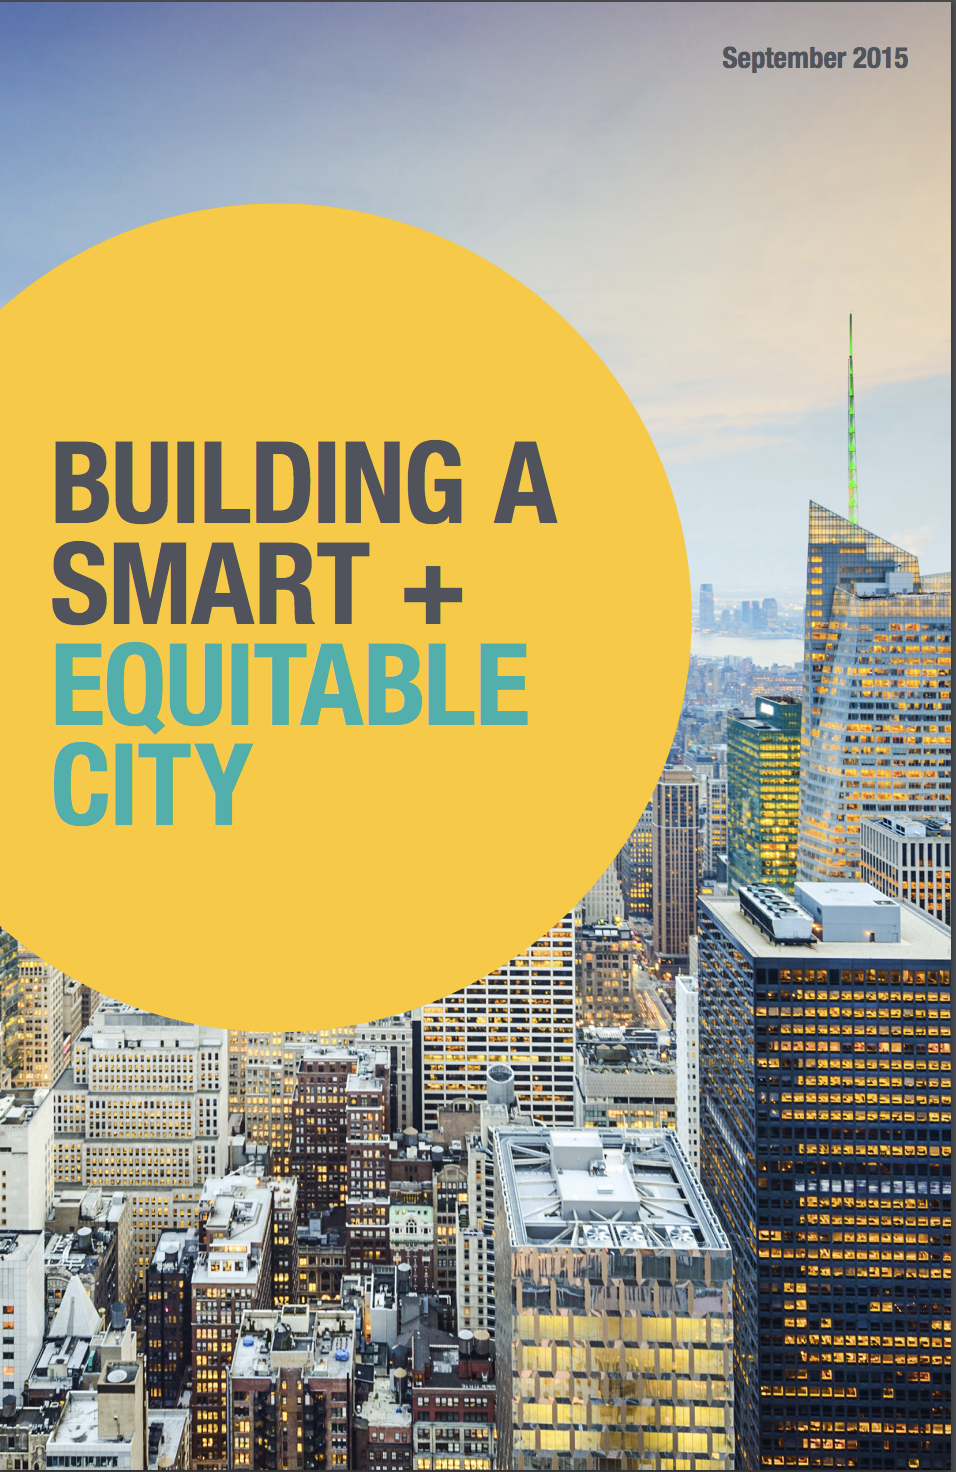 September 2015
BUILDING A
SMART +
EQUITABLE
CITY